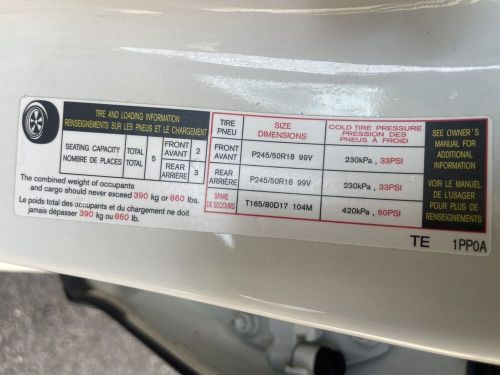 TIRE AND LOADING INFORMATION
RENSEIGNEMENTS SUR LES PNEUS ET LE CHARGEMENT
SEATING CAPACITY
NOMBRE DE PLACES
TOTAL
TOTAL
5
FRONT
AVANT
2
REAR
ARRIÈRE
3
The combined weight of occupants
and cargo should never exceed 390 kg or 860 lbs.
Le poids total des occupants et du chargement ne doit
jamais dépasser 390 kg ou 860 lb.
TIRE
PNEU
SIZE
DIMENSIONS
COLD TIRE PRESSURE
PRESSION DES
PNEUS À FROID
FRONT
AVANT
P245/50R18 99V
230kPa , 33PSI
REAR
ARRIÈRE
P245/50R18 99V
230kPa , 33PSI
SPARE
DE SECOURS
T165/80D17 104M
420kPa , 60PSI
SEE OWNER'S
MANUAL FOR
ADDITIONAL
INFORMATION
VOIR LE MANUEL
DE L'USAGER
POUR PLUS DE
RENSEIGNEMENTS
TE 1PP0A